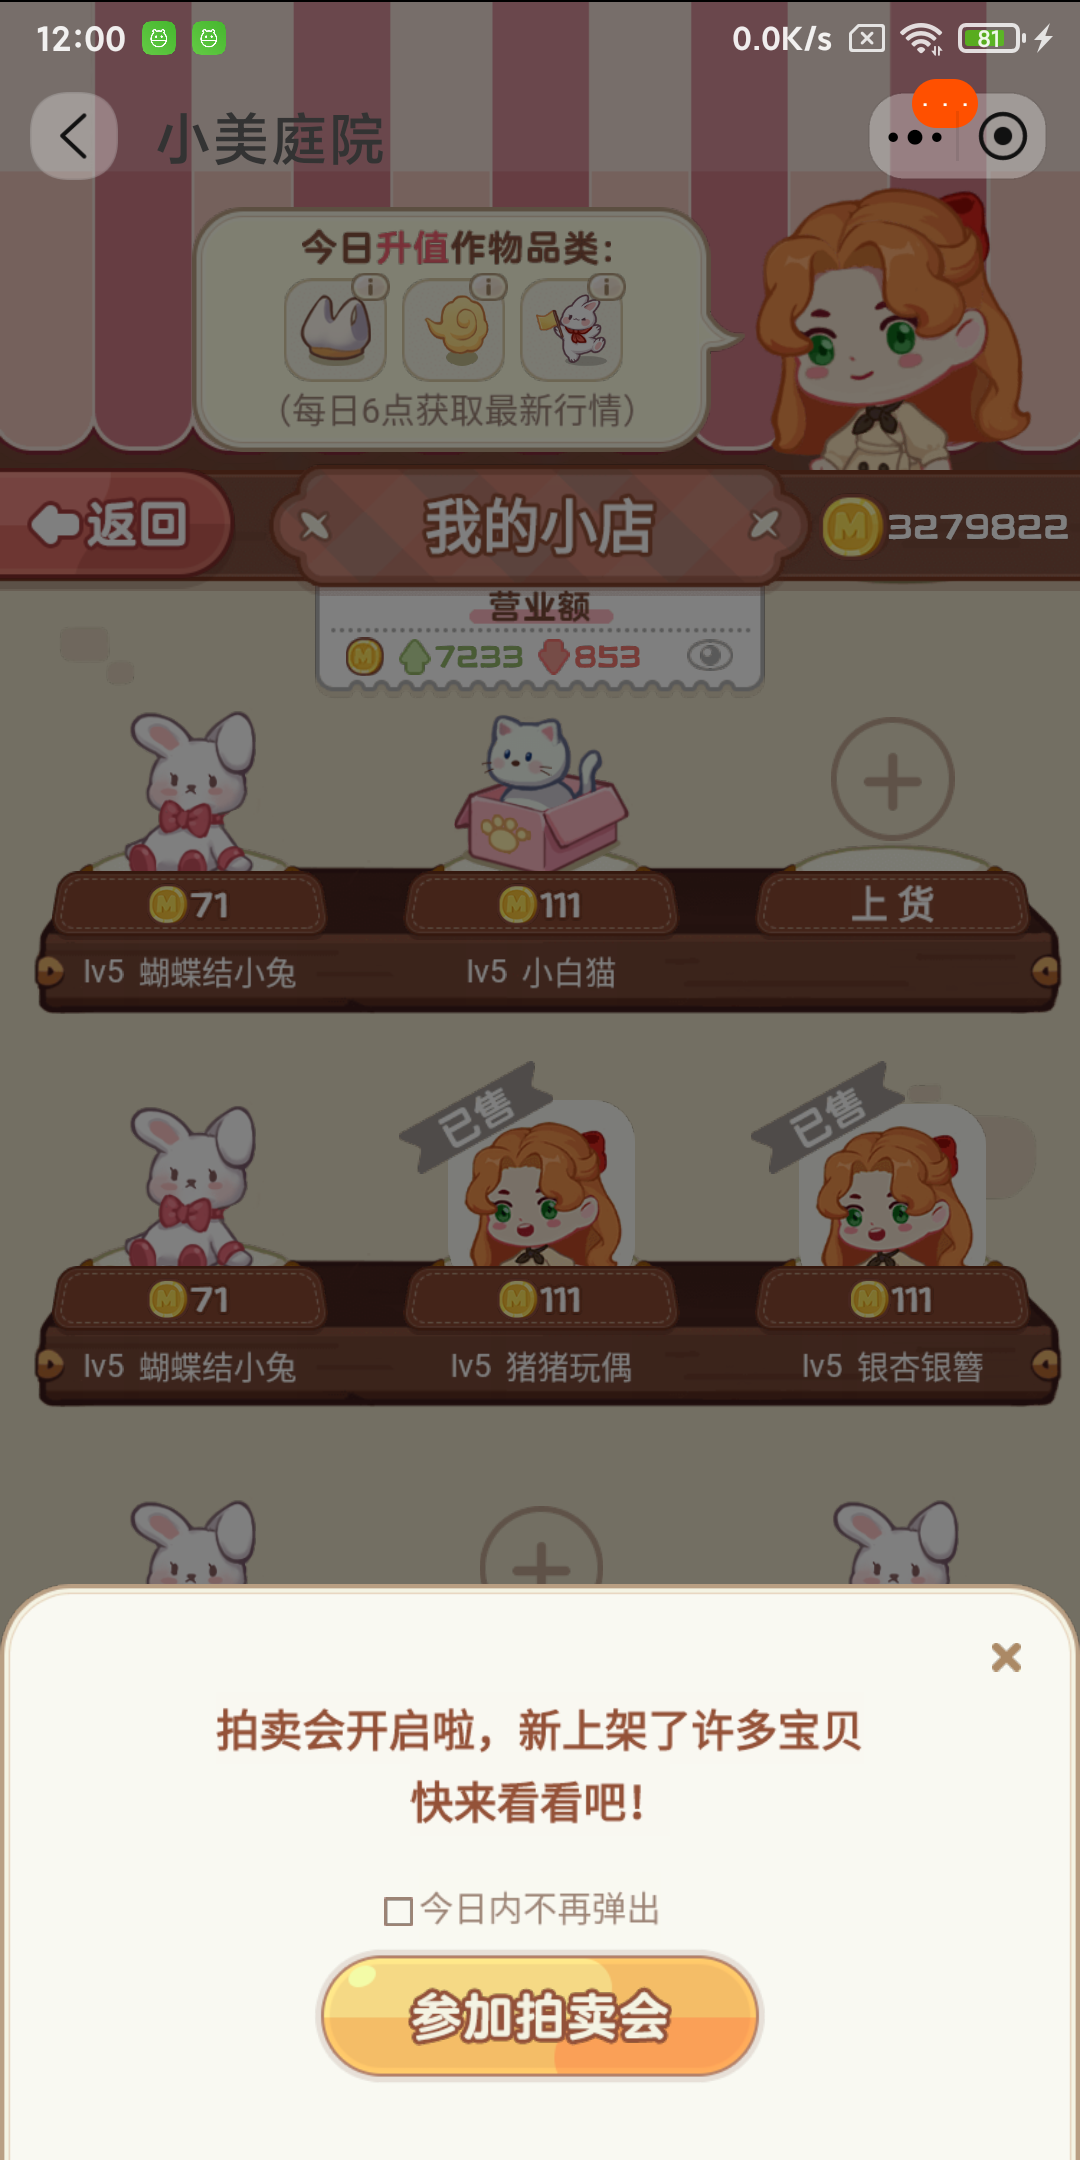 12:00
0.0K/s
81
小美庭院
今日升值作物品类：
（每日6点获取最新行情）
返回
我的小店
3279822
营业额
7233 853
71
111
上货
lv5 蝴蝶结小兔
lv5 小白猫
已售
已售
71
111
111
lv5 蝴蝶结小兔
lv5 猪猪玩偶
lv5 银杏银簪
拍卖会开启啦，新上架了许多宝贝
快来看看吧！
今日内不再弹出
参加拍卖会